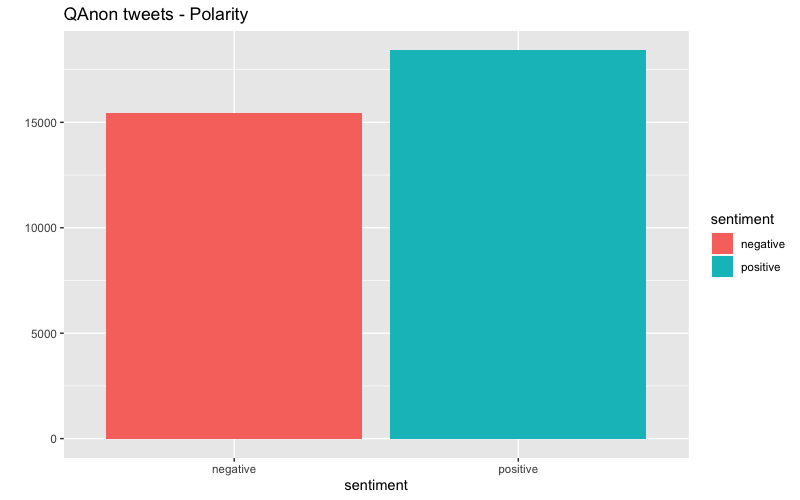 QAnon tweets - Polarity
15000
10000
5000
0
negative
positive
sentiment
sentiment
negative
positive